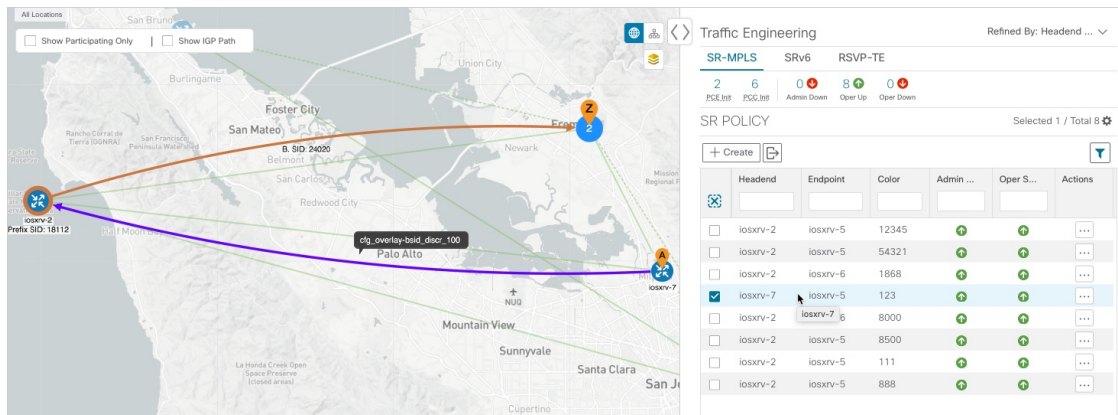 All Locations
San Bruno
Show Participating Only | Show IGP Path
Union City
Burlingame
Foster City
San Mateo
Rancho Corral de
Tierra (GGNRA)
San Francisco
Peninsula Watershed
B. SID: 24020
Belmont
San Carlos
Newark
Z
2
Redwood City
iosxrv-2
Prefix SID: 18112
Half Moon Bay
cfg_overlay-bsid_discr_100
Palo Alto
A
iosxrv-7
NUQ
Mountain View
Sunnyvale
Santa Clara
La Honda Creek Open
Space Preserve
(closed areas)
Cupertino
Traffic Engineering
Refined By: Headend ...
SR-MPLS SRv6 RSVP-TE
2 6 0 8 0
PCE Init PCC Init Admin Down Oper Up Oper Down
SR POLICY
Selected 1 / Total 8
+ Create
Headend Endpoint Color Admin ... Oper S... Actions
iosxrv-2 iosxrv-5 12345 ...
iosxrv-2 iosxrv-5 54321 ...
iosxrv-2 iosxrv-6 1868 ...
iosxrv-7 iosxrv-5 123 ...
iosxrv-7
iosxrv-2 6 8000 ...
iosxrv-2 iosxrv-5 8500 ...
iosxrv-2 iosxrv-5 111 ...
iosxrv-2 iosxrv-5 888 ...